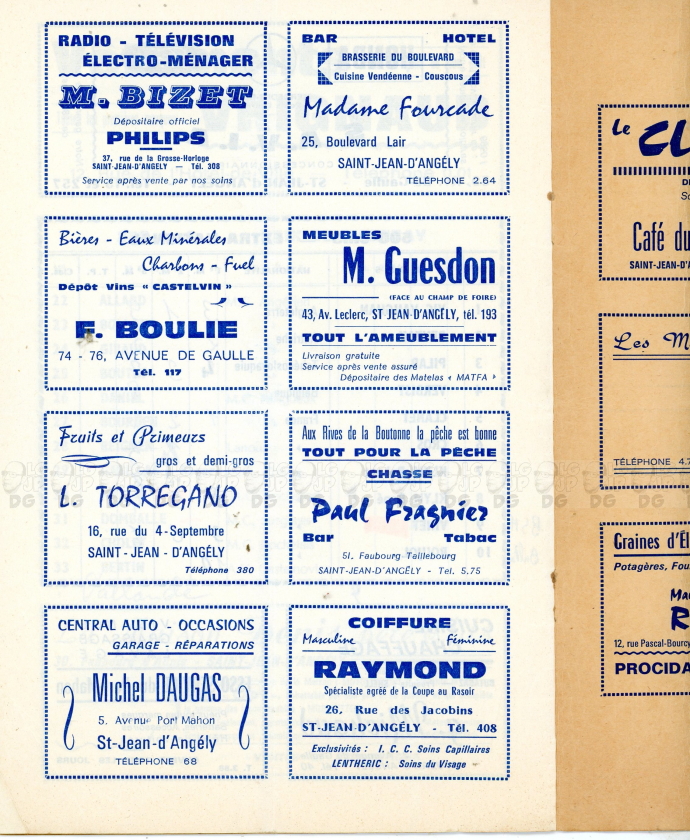 RADIO - TÉLÉVISION
ÉLECTRO-MÉNAGER
M. BIZET
Dépositaire officiel
PHILIPS
37, rue de la Grosse-Horloge
SAINT-JEAN-D'ANGÉLY — Tél. 308
Service après vente par nos soins
BAR HOTEL
BRASSERIE DU BOULEVARD
Cuisine Vendéenne - Couscous
Madame Fourcade
25, Boulevard Lair
SAINT-JEAN-D'ANGÉLY
TÉLÉPHONE 2.64
Bières - Eaux Minérales
Charbons - Fuel
Dépôt Vins « CASTELVIN »
F. BOULIE
74 - 76, AVENUE DE GAULLE
Tél. 117
MEUBLES
M. Guesdon
(FACE AU CHAMP DE FOIRE)
43, Av. Leclerc, ST JEAN-D'ANGÉLY, tél. 193
TOUT L'AMEUBLEMENT
Livraison gratuite
Service après vente assuré
Dépositaire des Matelas « MATFA »
Fruits et Primeurs
gros et demi-gros
L. TORREGANO
16, rue du 4-Septembre
SAINT - JEAN - D'ANGÉLY
Téléphone 380
Aux Rives de la Boutonne la pêche est bonne
TOUT POUR LA PÊCHE
CHASSE
Paul Fragnier
Bar Tabac
51, Faubourg Taillebourg
SAINT-JEAN-D'ANGÉLY - Tel. 5.75
CENTRAL AUTO - OCCASIONS
GARAGE - RÉPARATIONS
Michel DAUGAS
5, Avenue Port Mahon
St-Jean-d'Angély
TÉLÉPHONE 68
COIFFURE
Masculine Féminine
RAYMOND
Spécialiste agréé de la Coupe au Rasoir
26, Rue des Jacobins
ST-JEAN-D'ANGÉLY - Tél. 408
Exclusivités : I. C. C. Soins Capillaires
LENTHERIC : Soins du Visage
Le CL
Café du
SAINT-JEAN-D'A
Les M
TÉLÉPHONE 4.7
Graines d'Él
Potagères, Fou
Ma
R
12, rue Pascal-Bourcy
PROCIDA